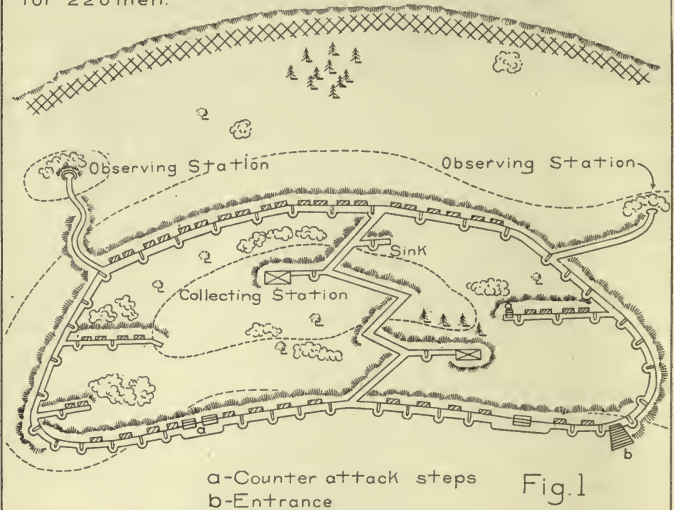 for 220 men.
Observing Station
Observing Station
Sink
Collecting Station
a
b
a-Counter attack steps
b-Entrance
Fig.1